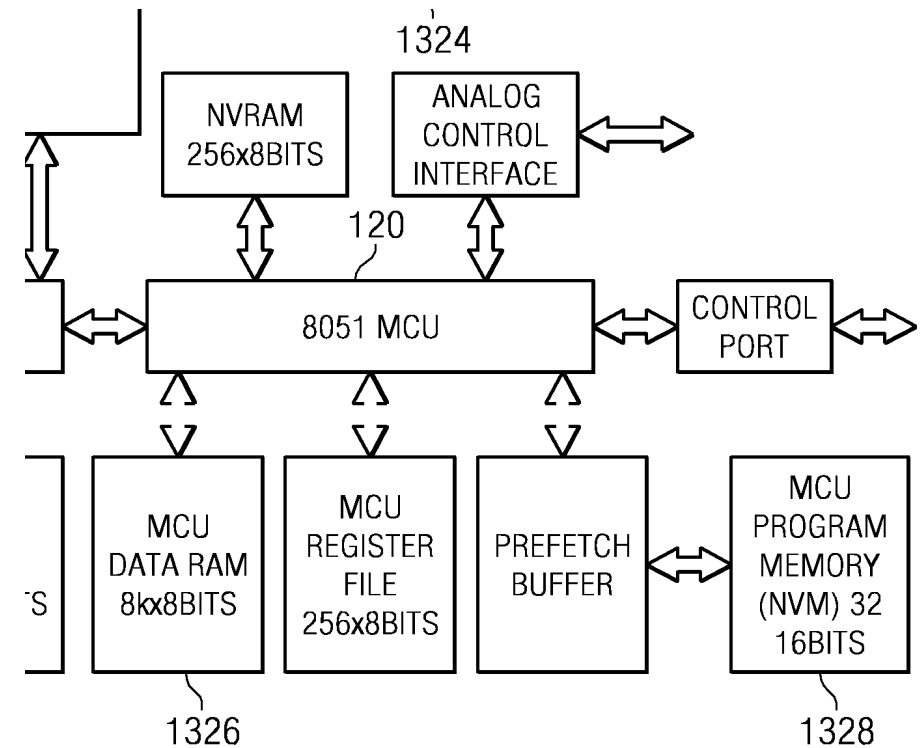 1324
NVRAM
256x8BITS
ANALOG
CONTROL
INTERFACE
120
8051 MCU
CONTROL
PORT
TS
MCU
DATA RAM
8kx8BITS
MCU
REGISTER
FILE
256x8BITS
PREFETCH
BUFFER
MCU
PROGRAM
MEMORY
(NVM) 32
16BITS
1326
1328